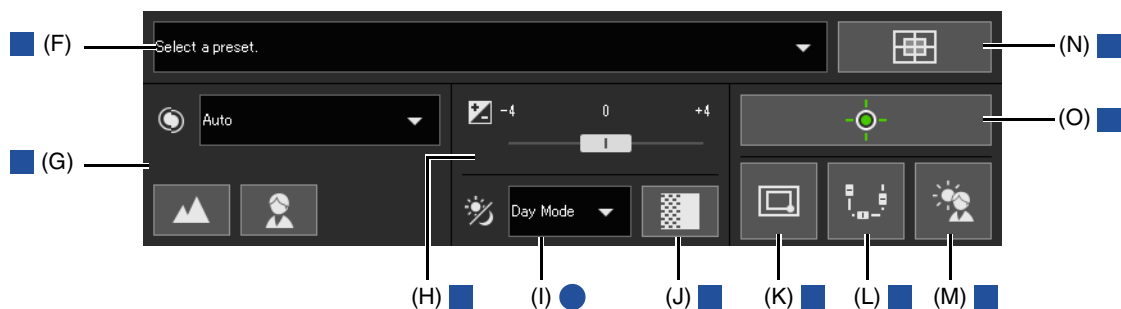 (F)
Select a preset.
(N)
Auto
-4 0 +4
(O)
(G)
Day Mode
(H) (I) (J) (K) (L) (M)